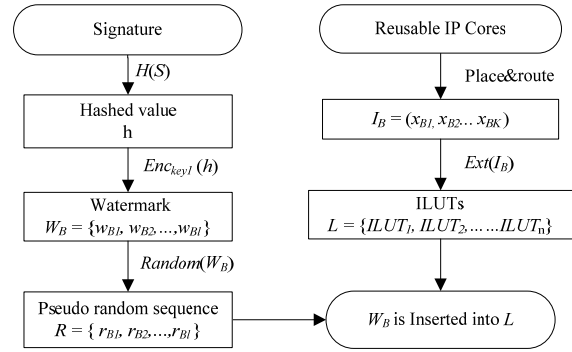 Signature
H(S)
Hashed value
h
Enc_key1 (h)
Watermark
W_B = {w_B1, w_B2,...,w_Bl}
Random(W_B)
Pseudo random sequence
R = { r_B1, r_B2,...,r_Bl}
Reusable IP Cores
Place&route
I_B = (x_B1, x_B2... x_BK)
Ext(I_B)
ILUTs
L = {ILUT_1, ILUT_2,......ILUT_n}
W_B is Inserted into L